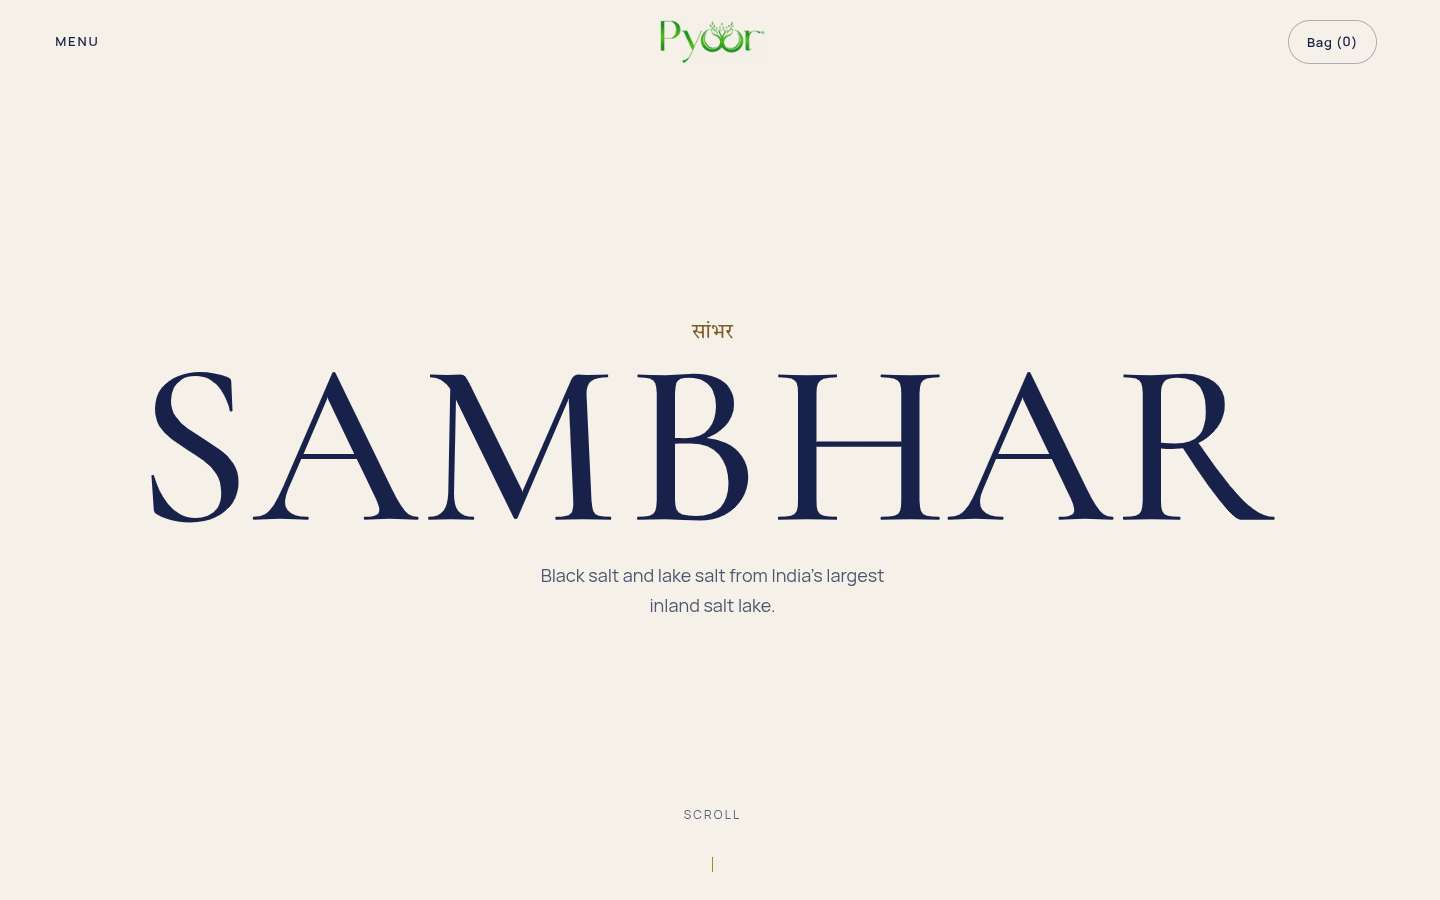 MENU
Pyoor
Bag (0)
सांभर
SAMBHAR
Black salt and lake salt from India's largest
inland salt lake.
SCROLL